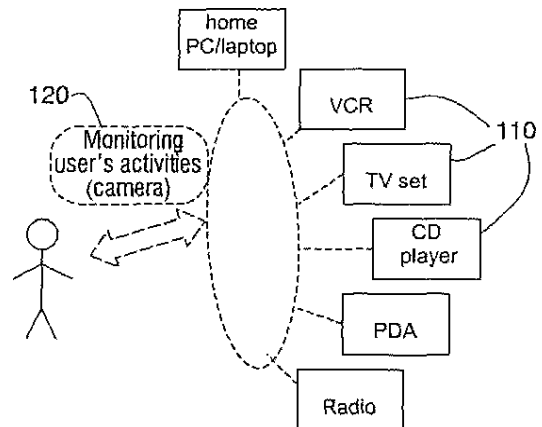 home
PC/laptop
120
VCR
Monitoring
user's activities
(camera)
110
TV set
CD
player
PDA
Radio